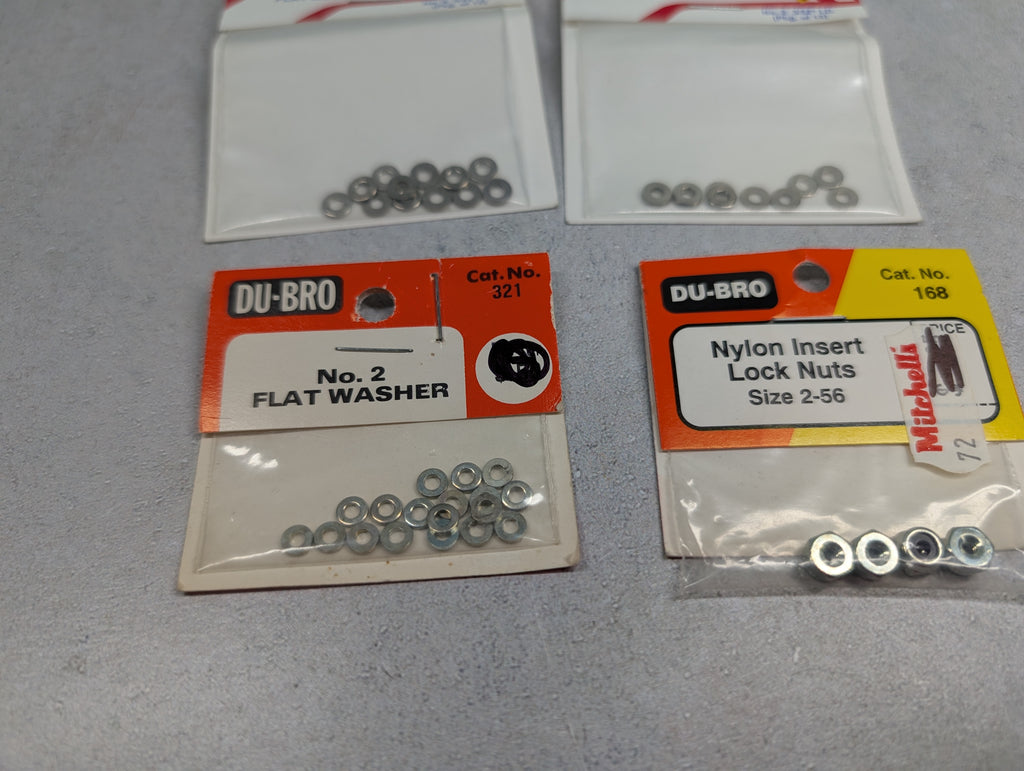 DU-BRO
Cat. No.
321
No. 2
FLAT WASHER
DU-BRO
Cat. No.
168
Nylon Insert
Lock Nuts
Size 2-56
Mitchell's
72